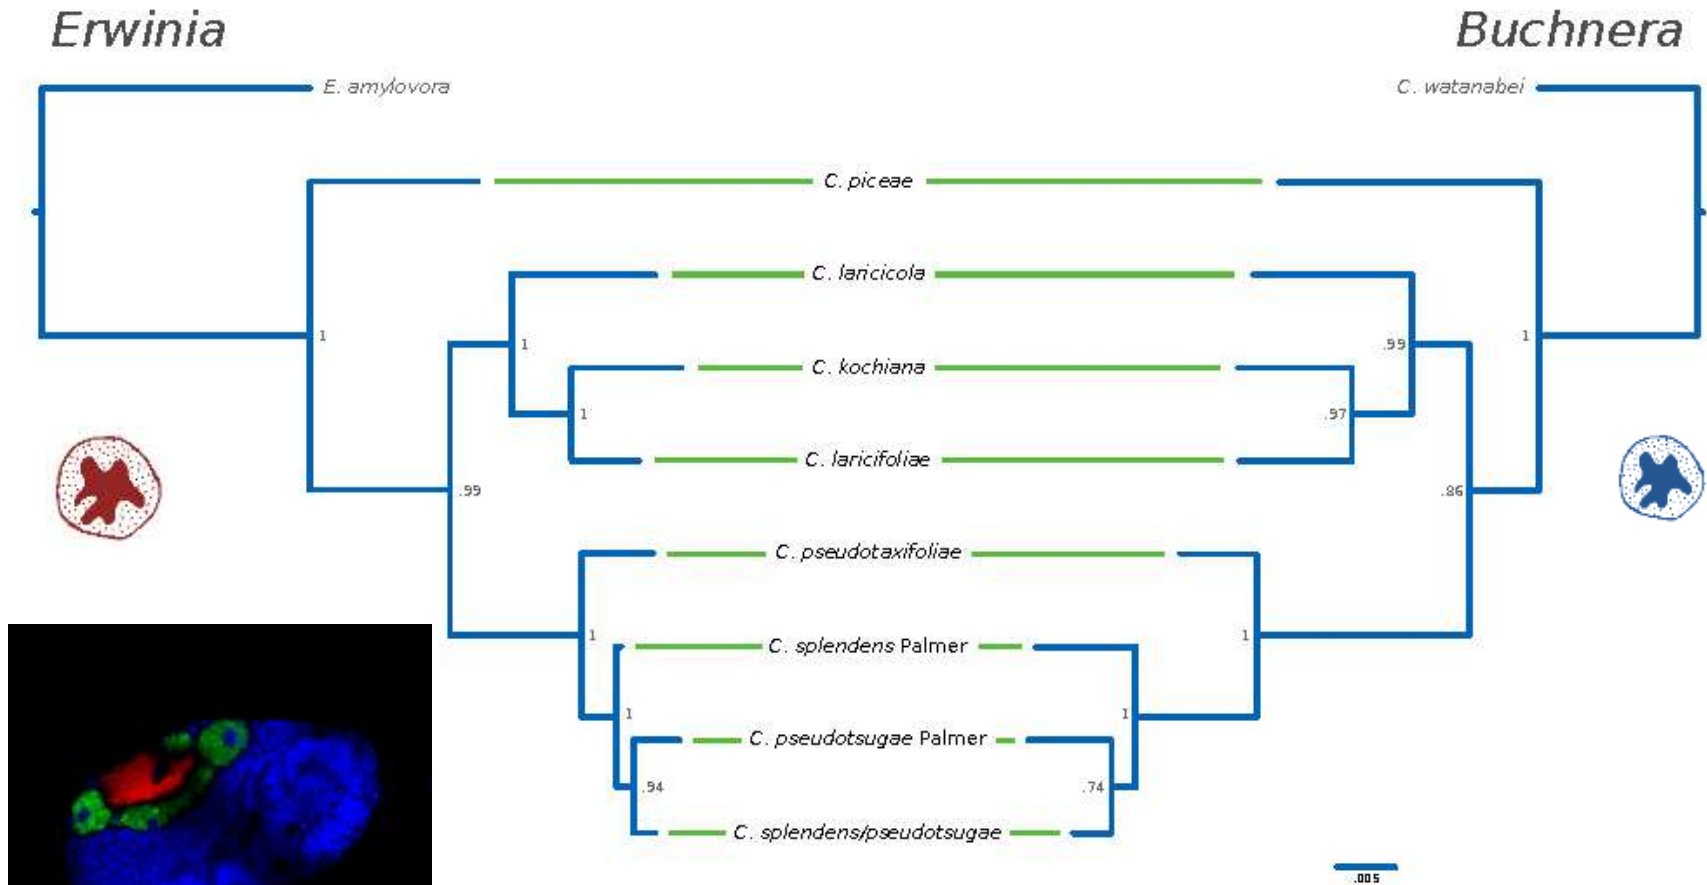 Erwinia
Buchnera
E. amylovora
C. watanabei
C. piceae
C. laricicola
1
1
1
.99
C. kochiana
1
.97
C. laricifoliae
.99
.86
C. pseudotaxifoliae
1
1
C. splendens Palmer
1
1
C. pseudotsugae Palmer
.94
.74
C. splendens/pseudotsugae
.005